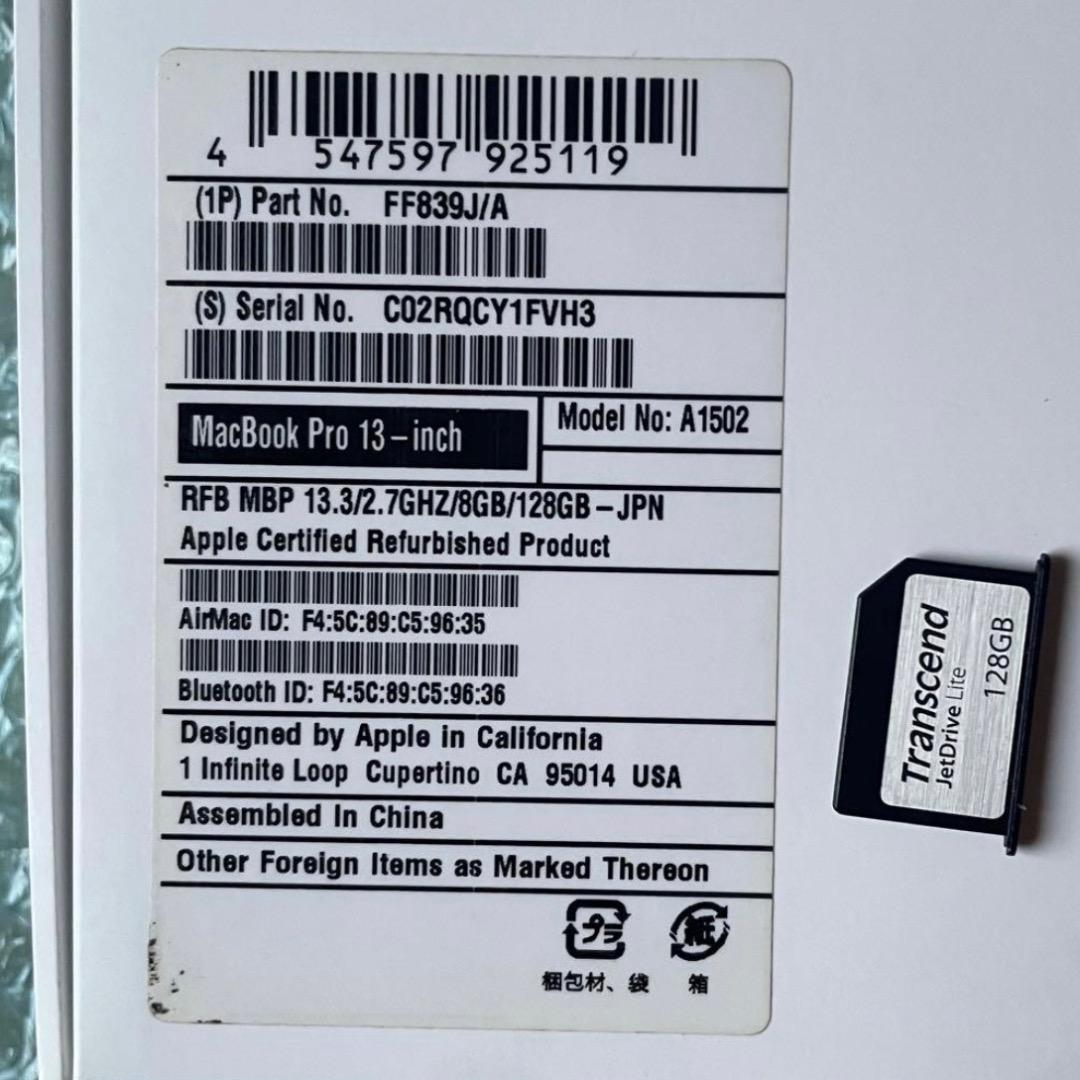 4 547597 925119
(1P) Part No. FF839J/A
(S) Serial No. C02RQCY1FVH3
MacBook Pro 13-inch
Model No: A1502
RFB MBP 13.3/2.7GHZ/8GB/128GB-JPN
Apple Certified Refurbished Product
AirMac ID: F4:5C:89:C5:96:35
Bluetooth ID: F4:5C:89:C5:96:36
Designed by Apple in California
1 Infinite Loop Cupertino CA 95014 USA
Assembled In China
Other Foreign Items as Marked Thereon
プラ 紙
梱包材、袋 箱
Transcend
JetDrive Lite
128GB